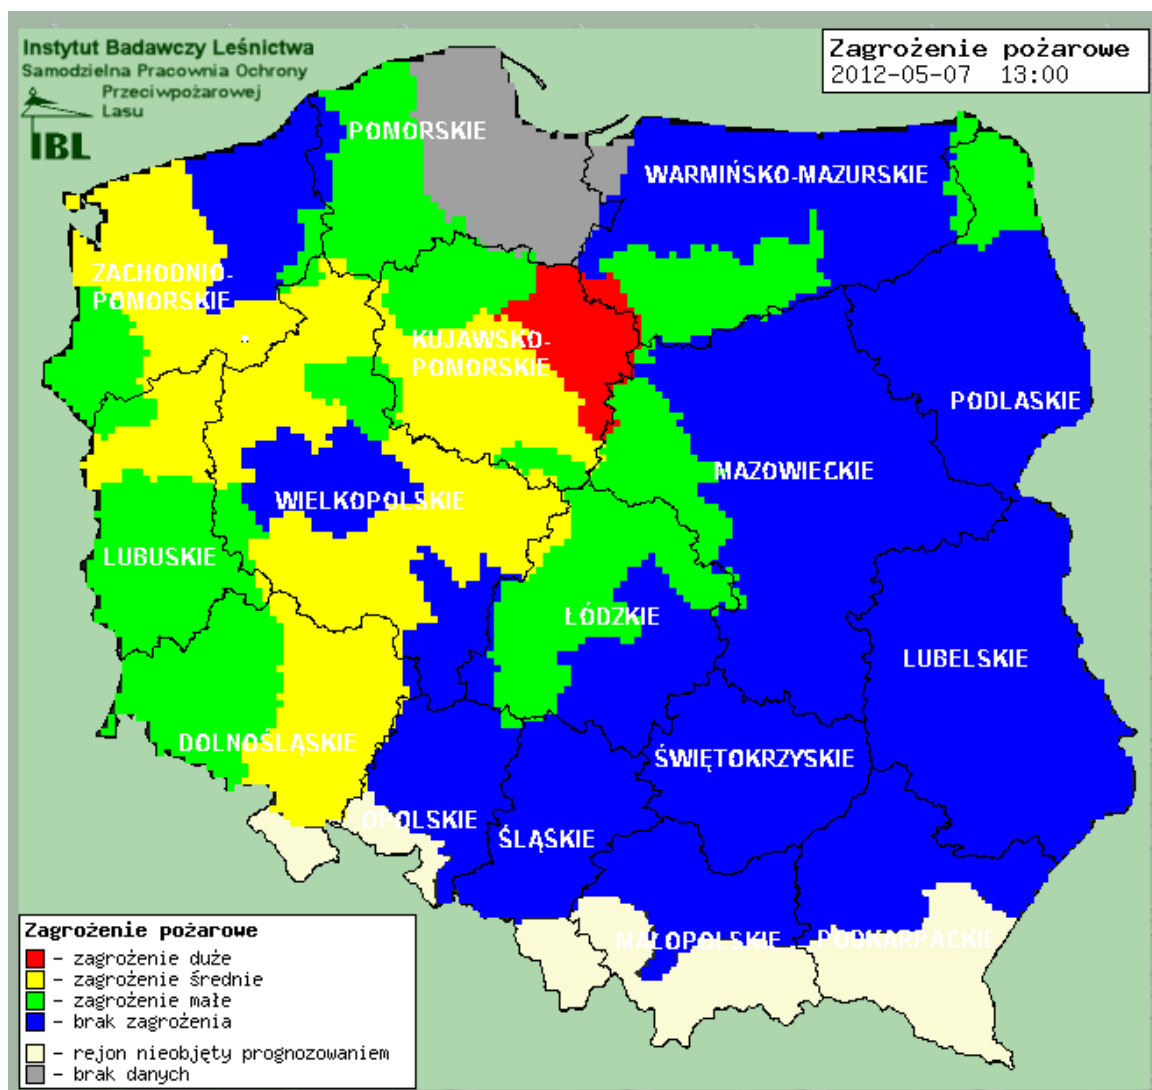 Instytut Badawczy Leśnictwa
Samodzielna Pracownia Ochrony
Przeciwpożarowej
Lasu
IBL
Zagrożenie pożarowe
2012-05-07 13:00
POMORSKIE
WARMIŃSKO-MAZURSKIE
ZACHODNIO-
POMORSKIE
KUJAWSKO-
POMORSKIE
PODLASKIE
MAZOWIECKIE
WIELKOPOLSKIE
LUBUSKIE
ŁÓDZKIE
LUBELSKIE
DOLNOŚLĄSKIE
ŚWIĘTOKRZYSKIE
OPOLSKIE
ŚLĄSKIE
MAŁOPOLSKIE
PODKARPACKIE
Zagrożenie pożarowe
- zagrożenie duże
- zagrożenie średnie
- zagrożenie małe
- brak zagrożenia
- rejon nieobjęty prognozowaniem
- brak danych